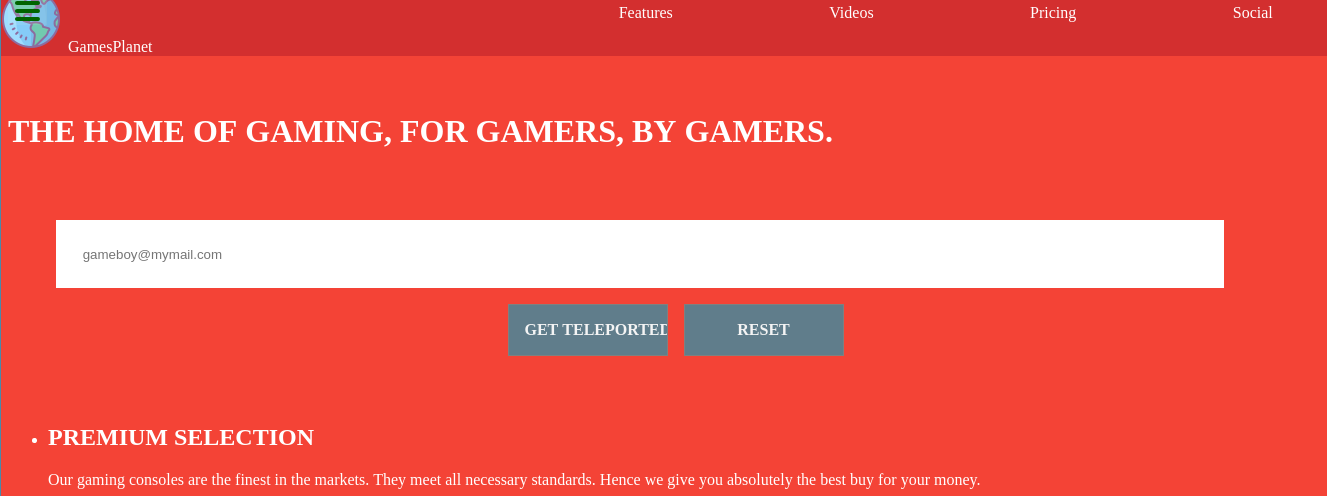 Features Videos Pricing Social
GamesPlanet
THE HOME OF GAMING, FOR GAMERS, BY GAMERS.
gameboy@mymail.com
GET TELEPORTED RESET
PREMIUM SELECTION
Our gaming consoles are the finest in the markets. They meet all necessary standards. Hence we give you absolutely the best buy for your money.